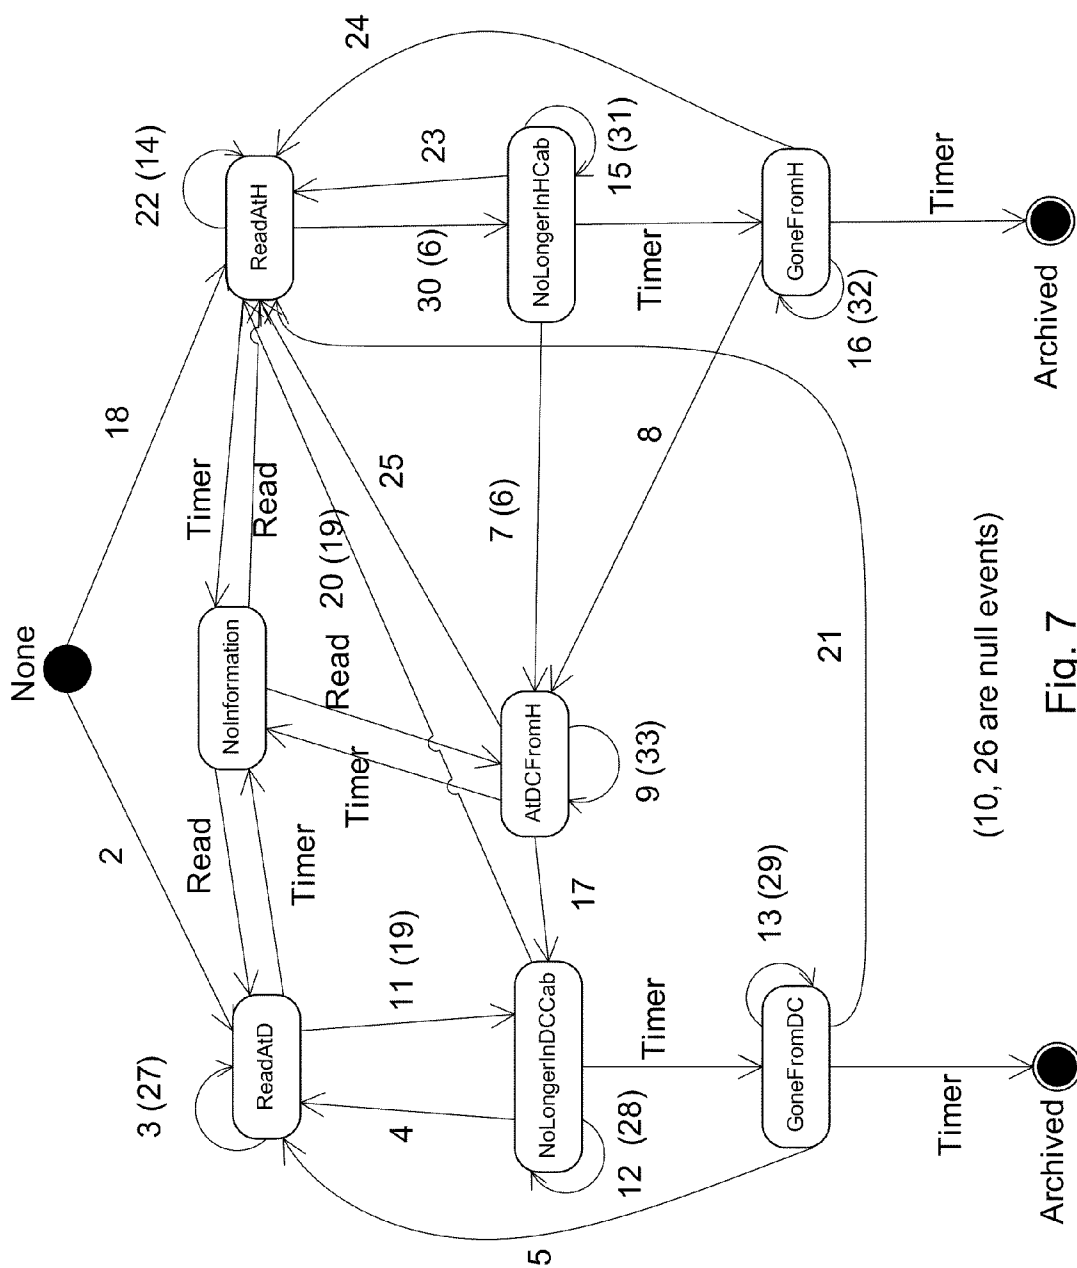 None
2
18
3 (27)
ReadAtD
Read
Timer
NoInformation
Timer
Read
22 (14)
ReadAtH
24
11 (19)
4
Timer
Read
20 (19)
25
30 (6)
23
5
12 (28)
NoLongerInDCCab
17
AtDCFromH
9 (33)
7 (6)
NoLongerInHCab
15 (31)
Timer
8
Timer
GoneFromDC
13 (29)
21
16 (32)
GoneFromH
Timer
Timer
Archived
Archived
(10, 26 are null events)
Fig. 7